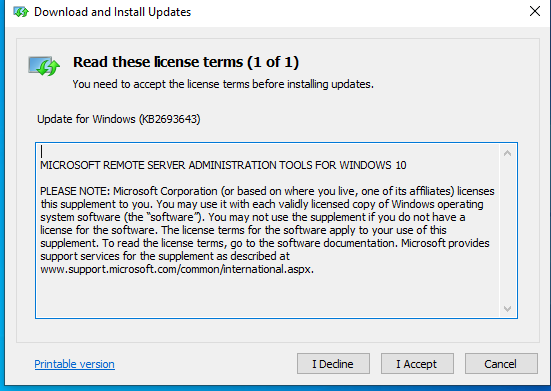 Download and Install Updates
Read these license terms (1 of 1)
You need to accept the license terms before installing updates.
Update for Windows (KB2693643)
MICROSOFT REMOTE SERVER ADMINISTRATION TOOLS FOR WINDOWS 10
PLEASE NOTE: Microsoft Corporation (or based on where you live, one of its affiliates) licenses
this supplement to you. You may use it with each validly licensed copy of Windows operating
system software (the “software”). You may not use the supplement if you do not have a
license for the software. The license terms for the software apply to your use of this
supplement. To read the license terms, go to the software documentation. Microsoft provides
support services for the supplement as described at
www.support.microsoft.com/common/international.aspx.
Printable version
I Decline
I Accept
Cancel